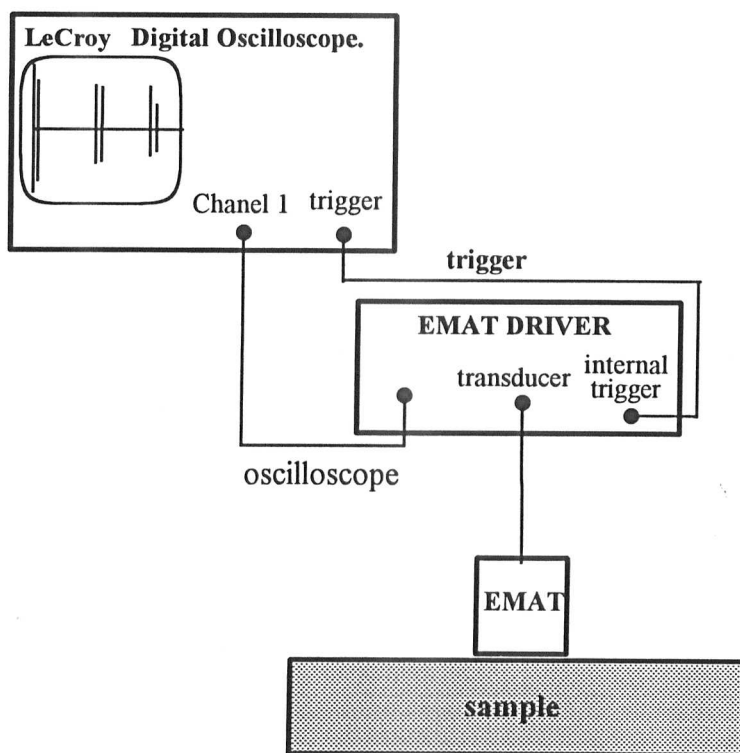 LeCroy Digital Oscilloscope.
Chanel 1 trigger
trigger
EMAT DRIVER
transducer
internal
trigger
oscilloscope
EMAT
sample